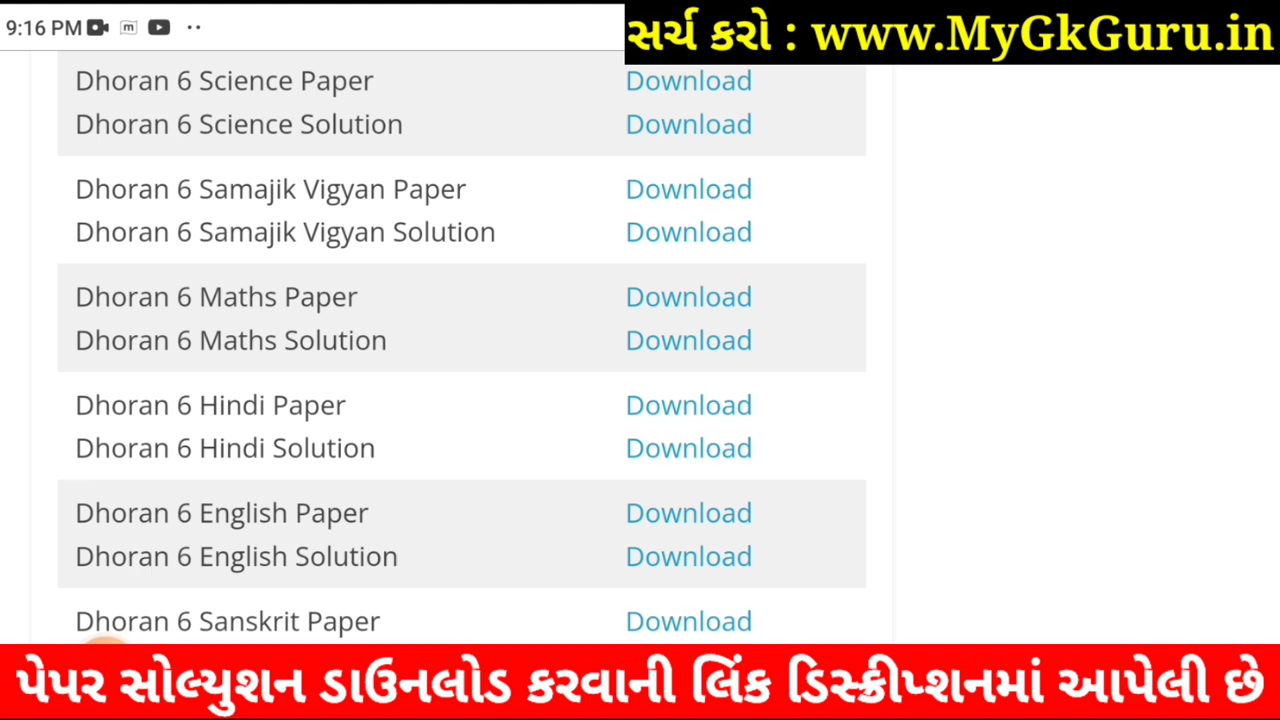 9:16 PM
સર્ચ કરો : www.MyGkGuru.in
Dhoran 6 Science Paper Download
Dhoran 6 Science Solution Download
Dhoran 6 Samajik Vigyan Paper Download
Dhoran 6 Samajik Vigyan Solution Download
Dhoran 6 Maths Paper Download
Dhoran 6 Maths Solution Download
Dhoran 6 Hindi Paper Download
Dhoran 6 Hindi Solution Download
Dhoran 6 English Paper Download
Dhoran 6 English Solution Download
Dhoran 6 Sanskrit Paper Download
પેપર સોલ્યુશન ડાઉનલોડ કરવાની લિંક ડિસ્ક્રીપ્શનમાં આપેલી છે